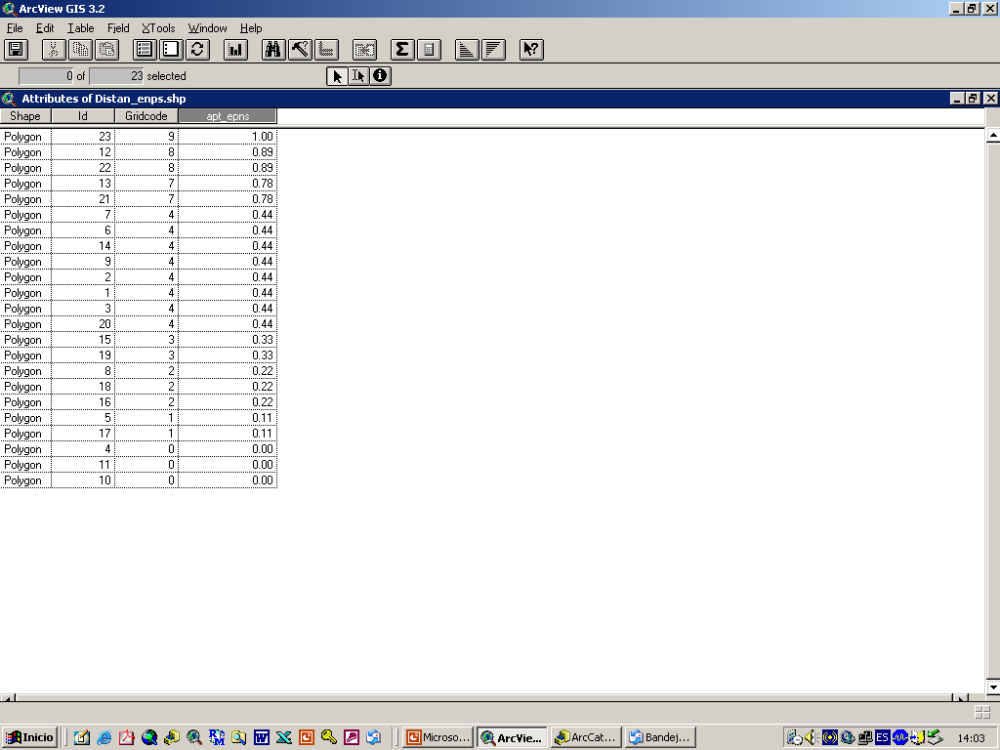 ArcView GIS 3.2
File Edit Table Field XTools Window Help
0 of 23 selected
Attributes of Distan_enps.shp
Shape Id Gridcode apt_epns
Polygon 23 9 1.00
Polygon 12 8 0.89
Polygon 22 8 0.89
Polygon 13 7 0.78
Polygon 21 7 0.78
Polygon 7 4 0.44
Polygon 6 4 0.44
Polygon 14 4 0.44
Polygon 9 4 0.44
Polygon 2 4 0.44
Polygon 1 4 0.44
Polygon 3 4 0.44
Polygon 20 4 0.44
Polygon 15 3 0.33
Polygon 19 3 0.33
Polygon 8 2 0.22
Polygon 18 2 0.22
Polygon 16 2 0.22
Polygon 5 1 0.11
Polygon 17 1 0.11
Polygon 4 0 0.00
Polygon 11 0 0.00
Polygon 10 0 0.00
Inicio Microso... ArcVie... ArcCat... Bandej... ES 14:03